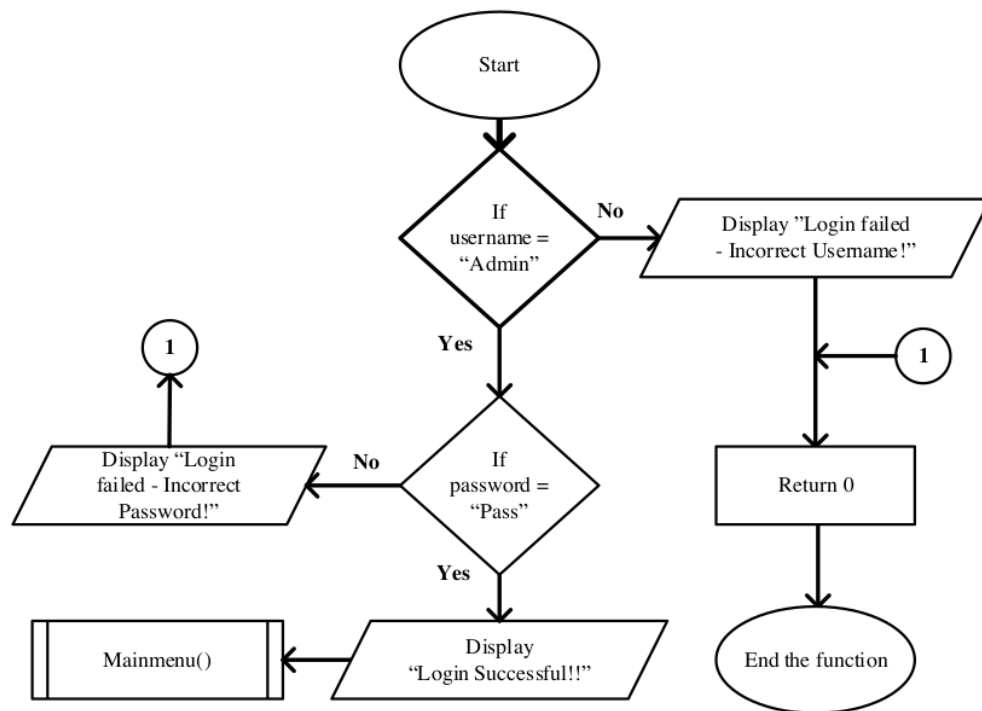 Start
If
username =
“Admin”
No
Display ”Login failed
- Incorrect Username!”
Yes
1
1
Display “Login
failed - Incorrect
Password!”
No
If
password =
“Pass”
Return 0
Yes
Mainmenu()
Display
“Login Successful!!”
End the function